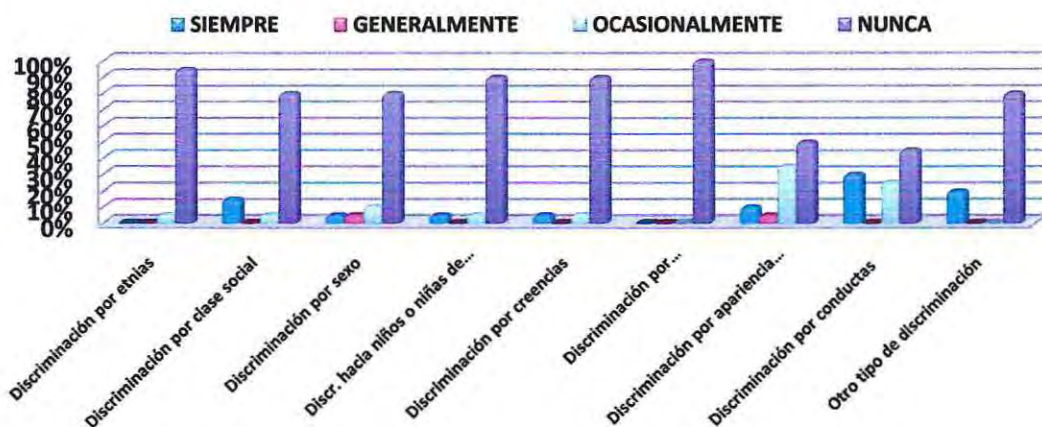 SIEMPRE GENERALMENTE OCASIONALMENTE NUNCA
100%
90%
80%
70%
60%
50%
40%
30%
20%
10%
0%
Discriminación por etnias
Discriminación por clase social
Discriminación por sexo
Discr. hacia niños o niñas de...
Discriminación por creencias
Discriminación por...
Discriminación por apariencia...
Discriminación por conductas
Otro tipo de discriminación